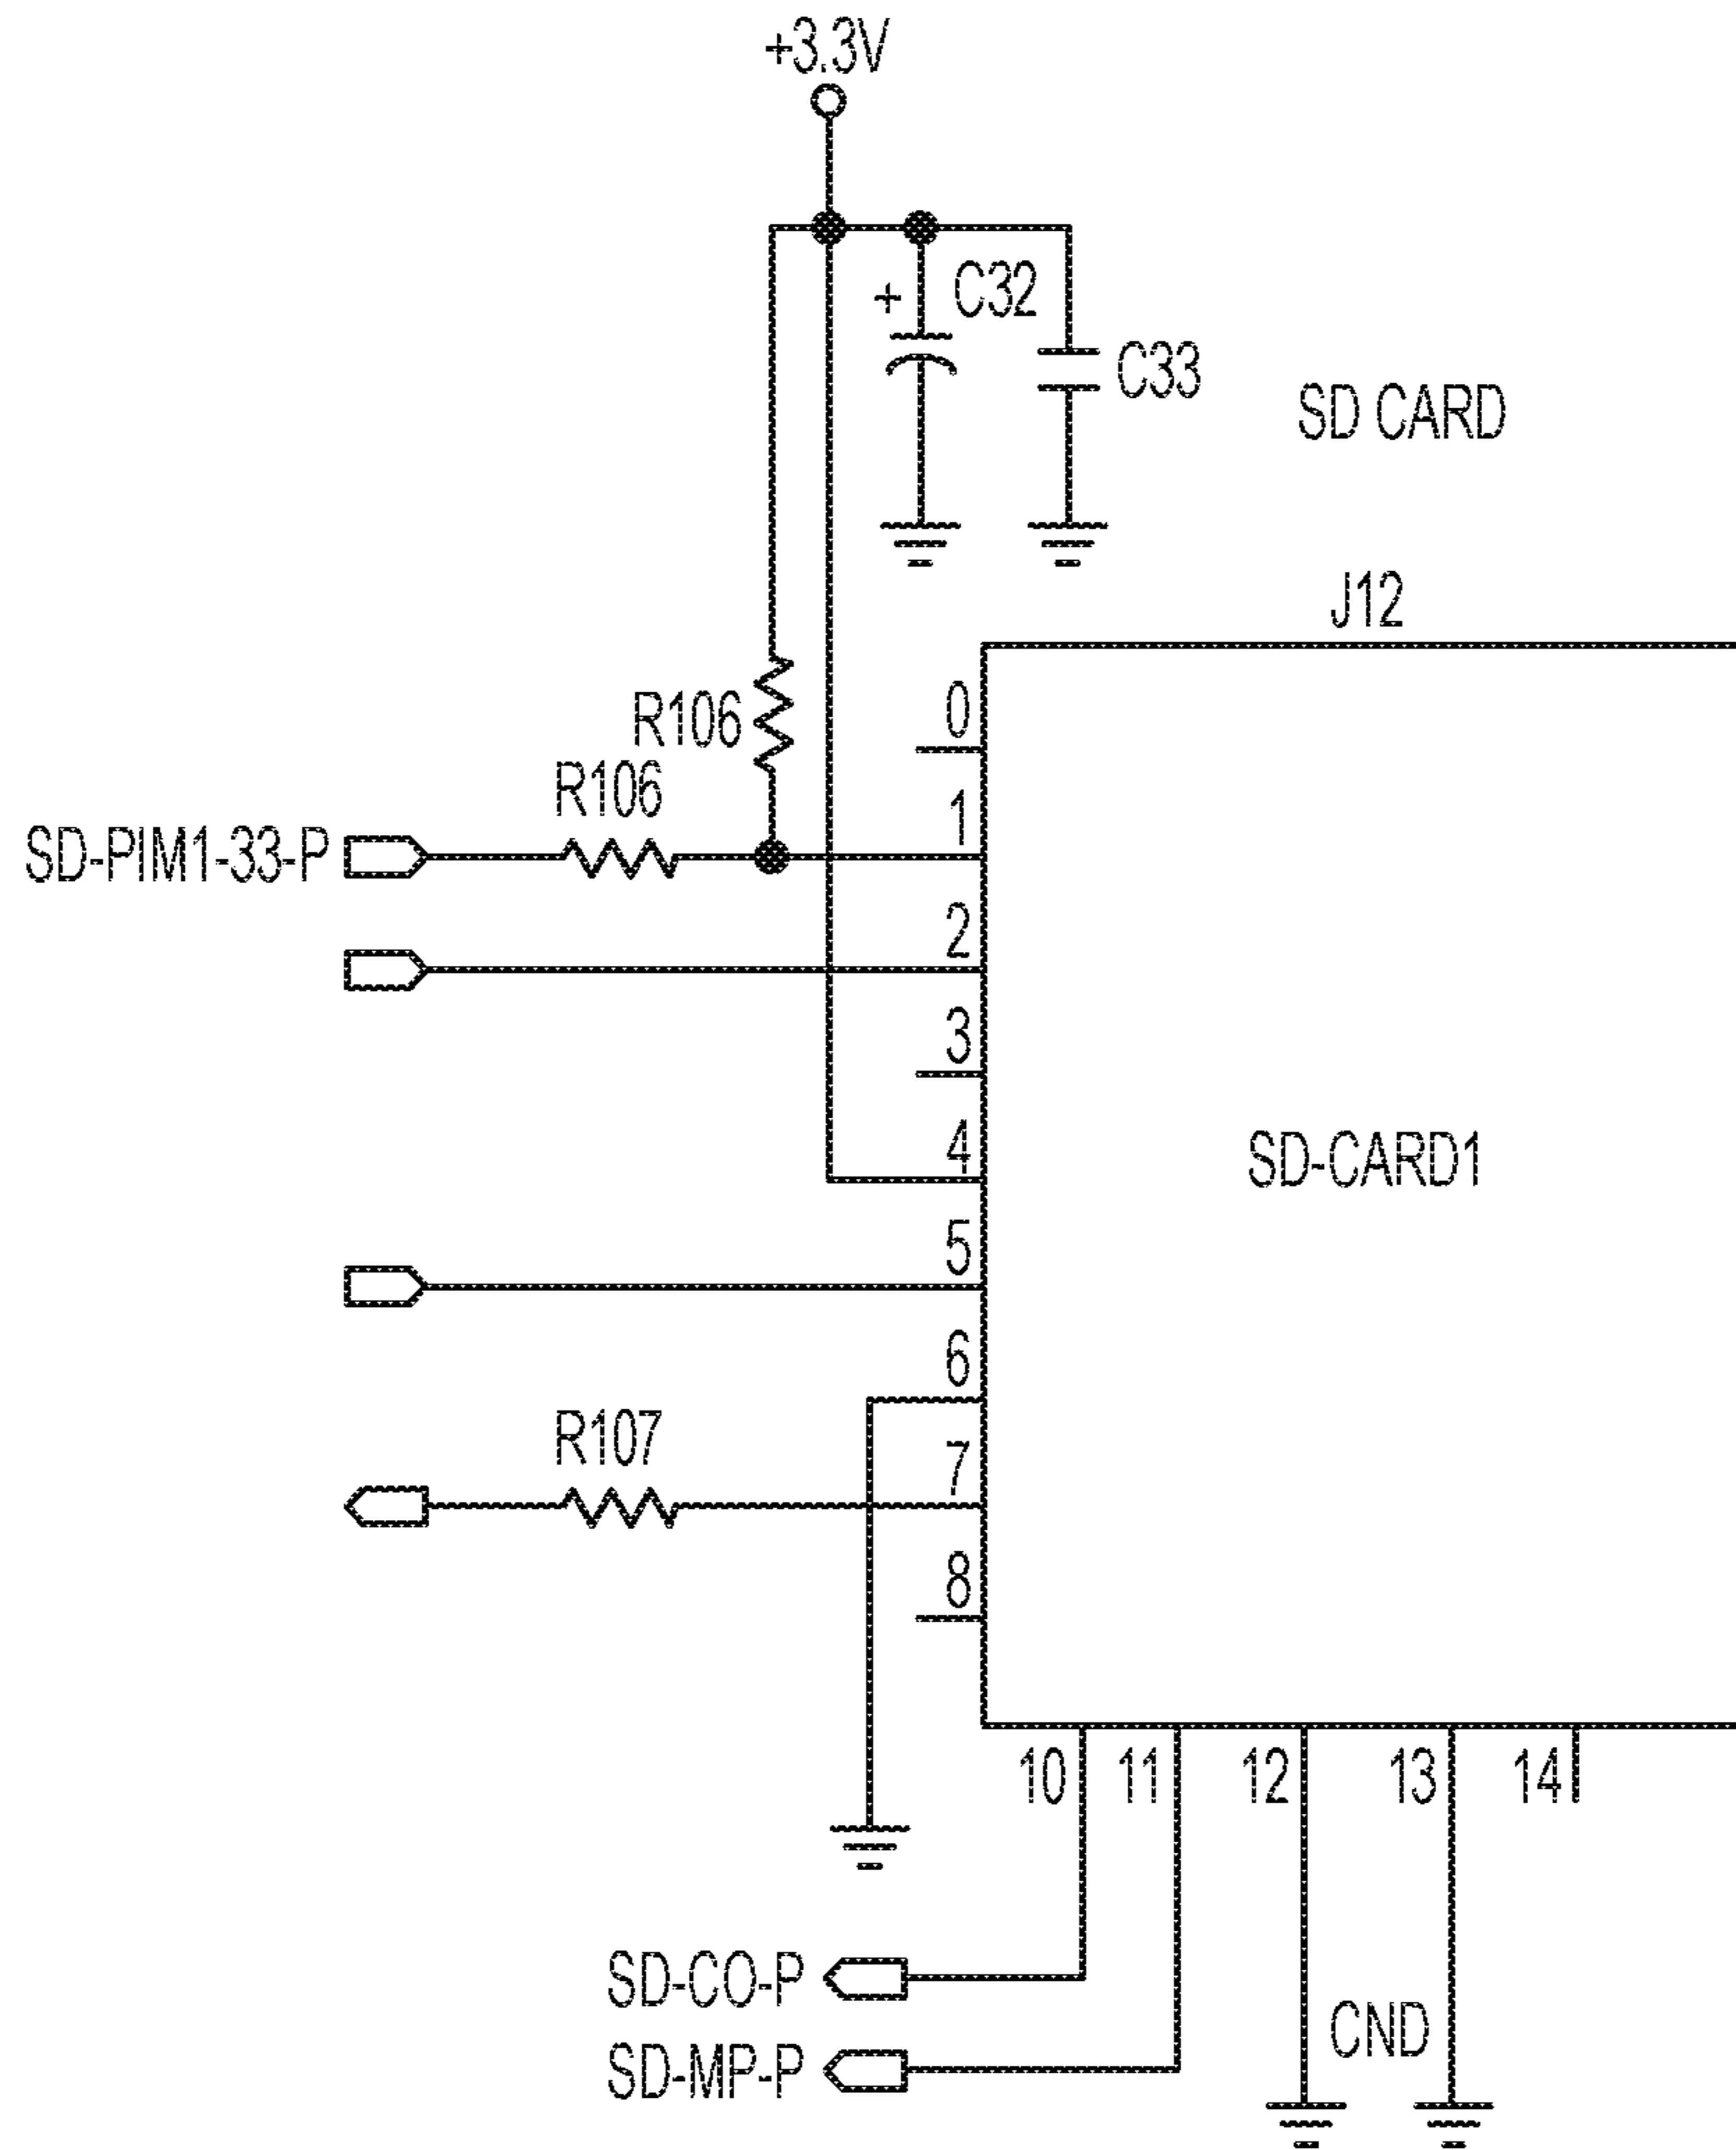 +3.3V
+ C32
C33
SD CARD
J12
0
R106
R106
1
SD-PIM1-33-P
2
3
4
SD-CARD1
5
6
R107
7
8
10 11 12 13 14
SD-CO-P
CND
SD-MP-P